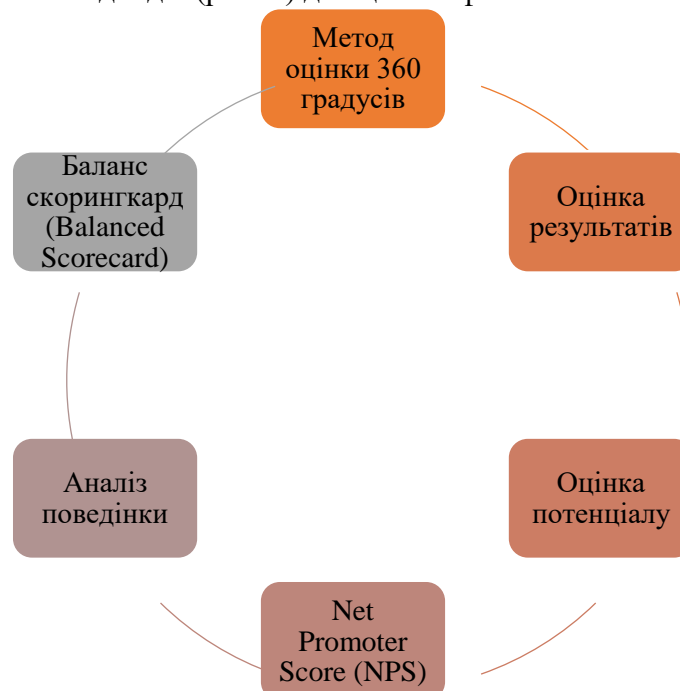 Метод
оцінки 360
градусів
Оцінка
результатів
Оцінка
потенціалу
Net
Promoter
Score (NPS)
Аналіз
поведінки
Баланс
скорингкард
(Balanced
Scorecard)